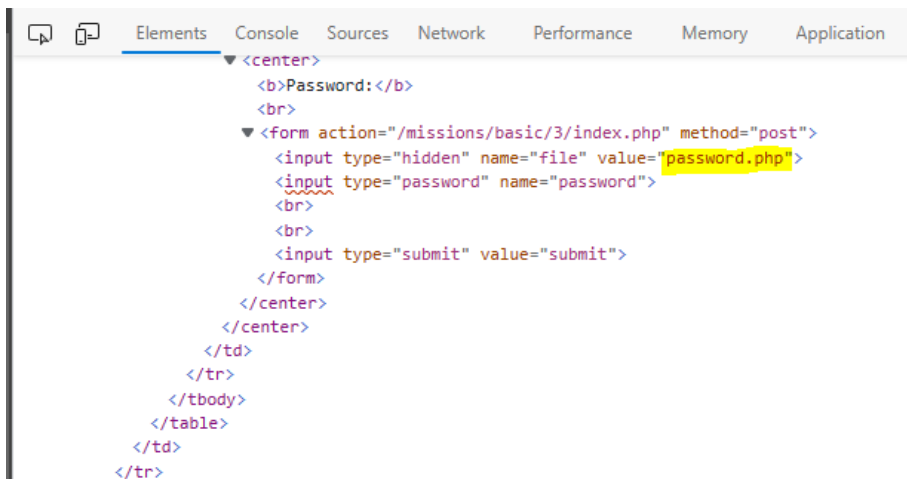 Elements Console Sources Network Performance Memory Application
<center>
<b>Password:</b>
<br>
<form action="/missions/basic/3/index.php" method="post">
<input type="hidden" name="file" value="password.php">
<input type="password" name="password">
<br>
<br>
<input type="submit" value="submit">
</form>
</center>
</center>
</td>
</tr>
</tbody>
</table>
</td>
</tr>